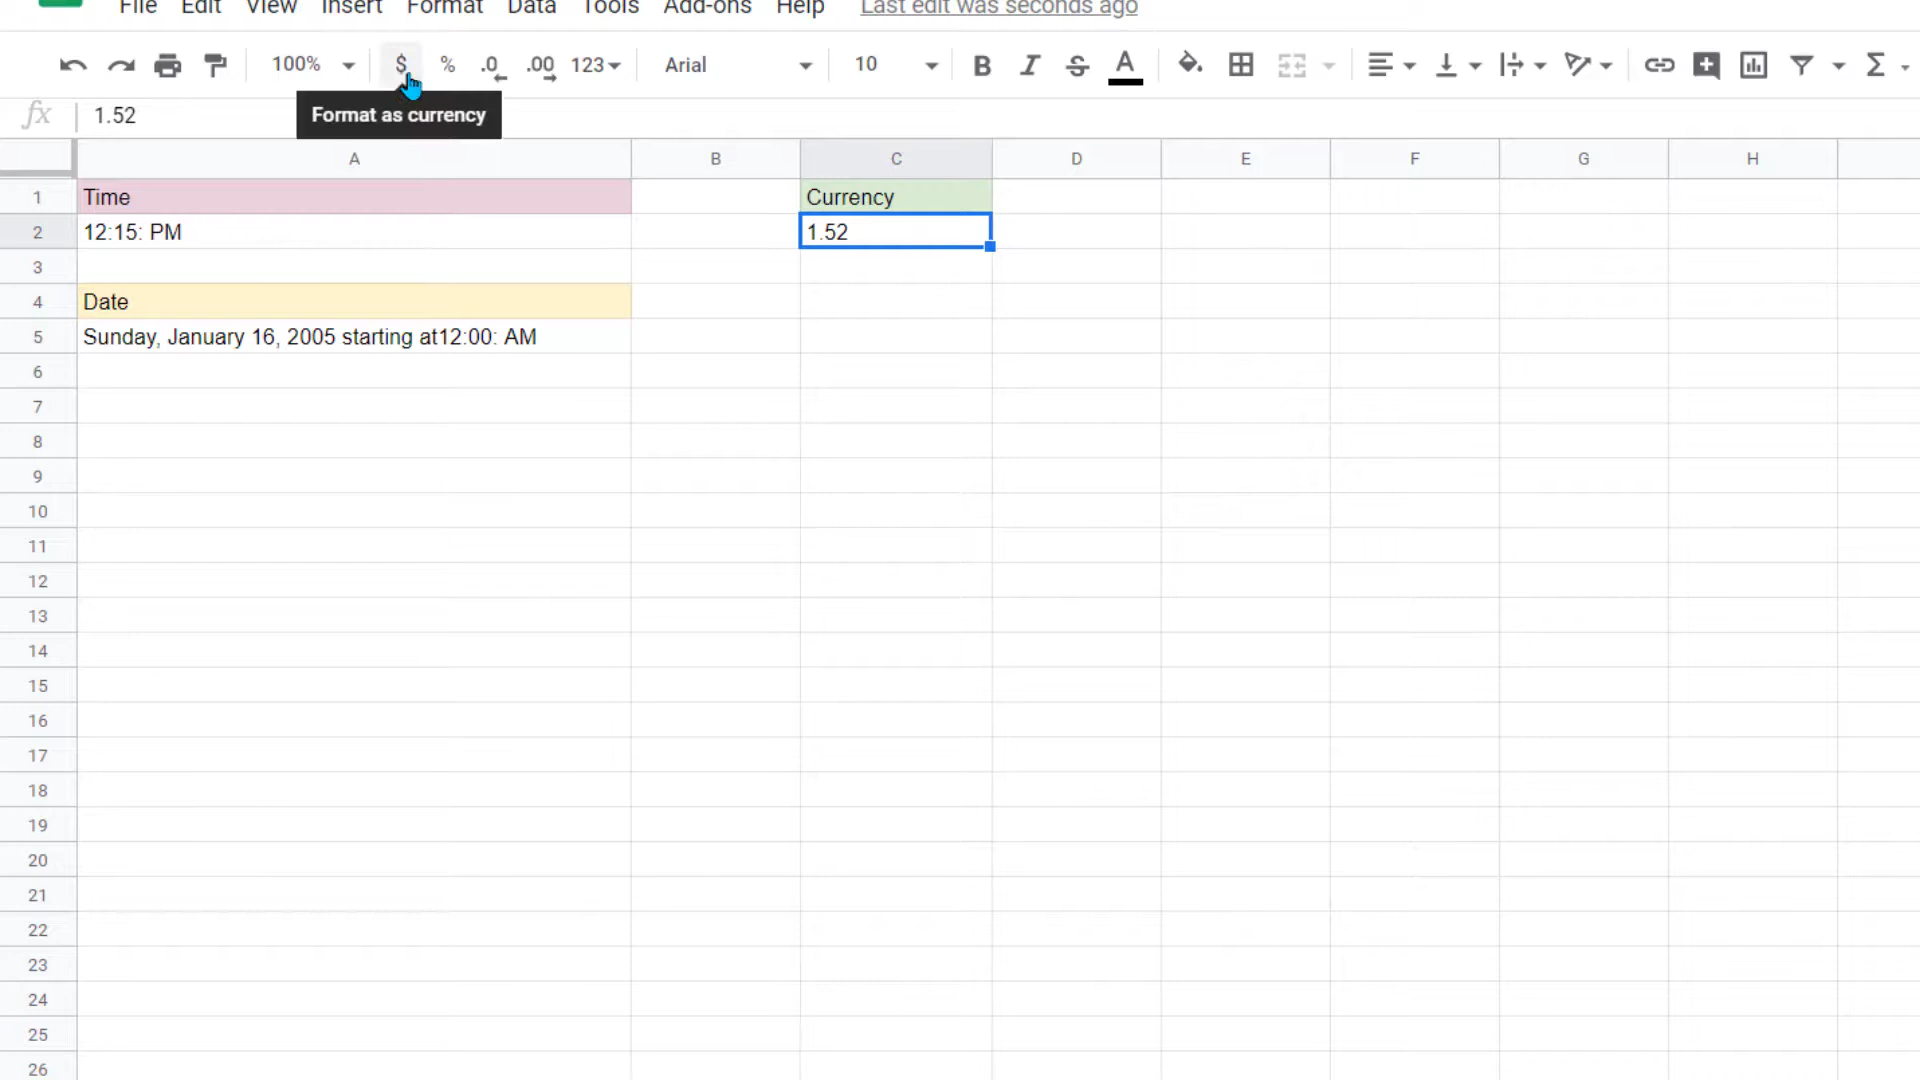 File Edit View Insert Format Data Tools Add-ons Help Last edit was seconds ago
100% $ % .0 .00 123 Arial 10 B I S A Σ
fx 1.52
Format as currency
A B C D E F G H
1 Time Currency
2 12:15: PM 1.52
3
4 Date
5 Sunday, January 16, 2005 starting at12:00: AM
6
7
8
9
10
11
12
13
14
15
16
17
18
19
20
21
22
23
24
25
26